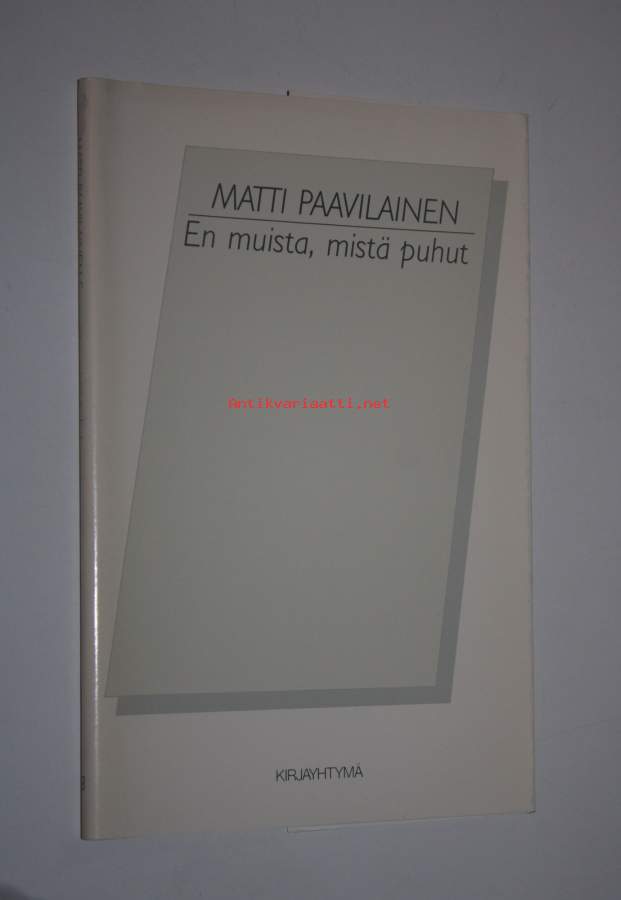 MATTI PAAVILAINEN
En muista, mistä puhut
Antikvariaatti.net
KIRJAYHTYMÄ